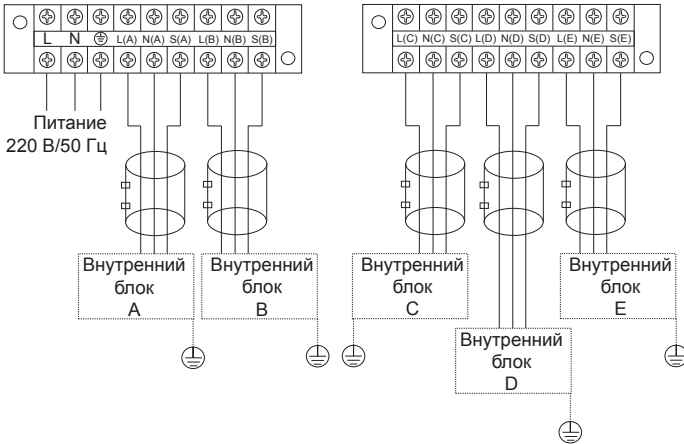 L N L(A) N(A) S(A) L(B) N(B) S(B)
L(C) N(C) S(C) L(D) N(D) S(D) L(E) N(E) S(E)
Питание
220 В/50 Гц
Внутренний
блок
A
Внутренний
блок
B
Внутренний
блок
C
Внутренний
блок
D
Внутренний
блок
E